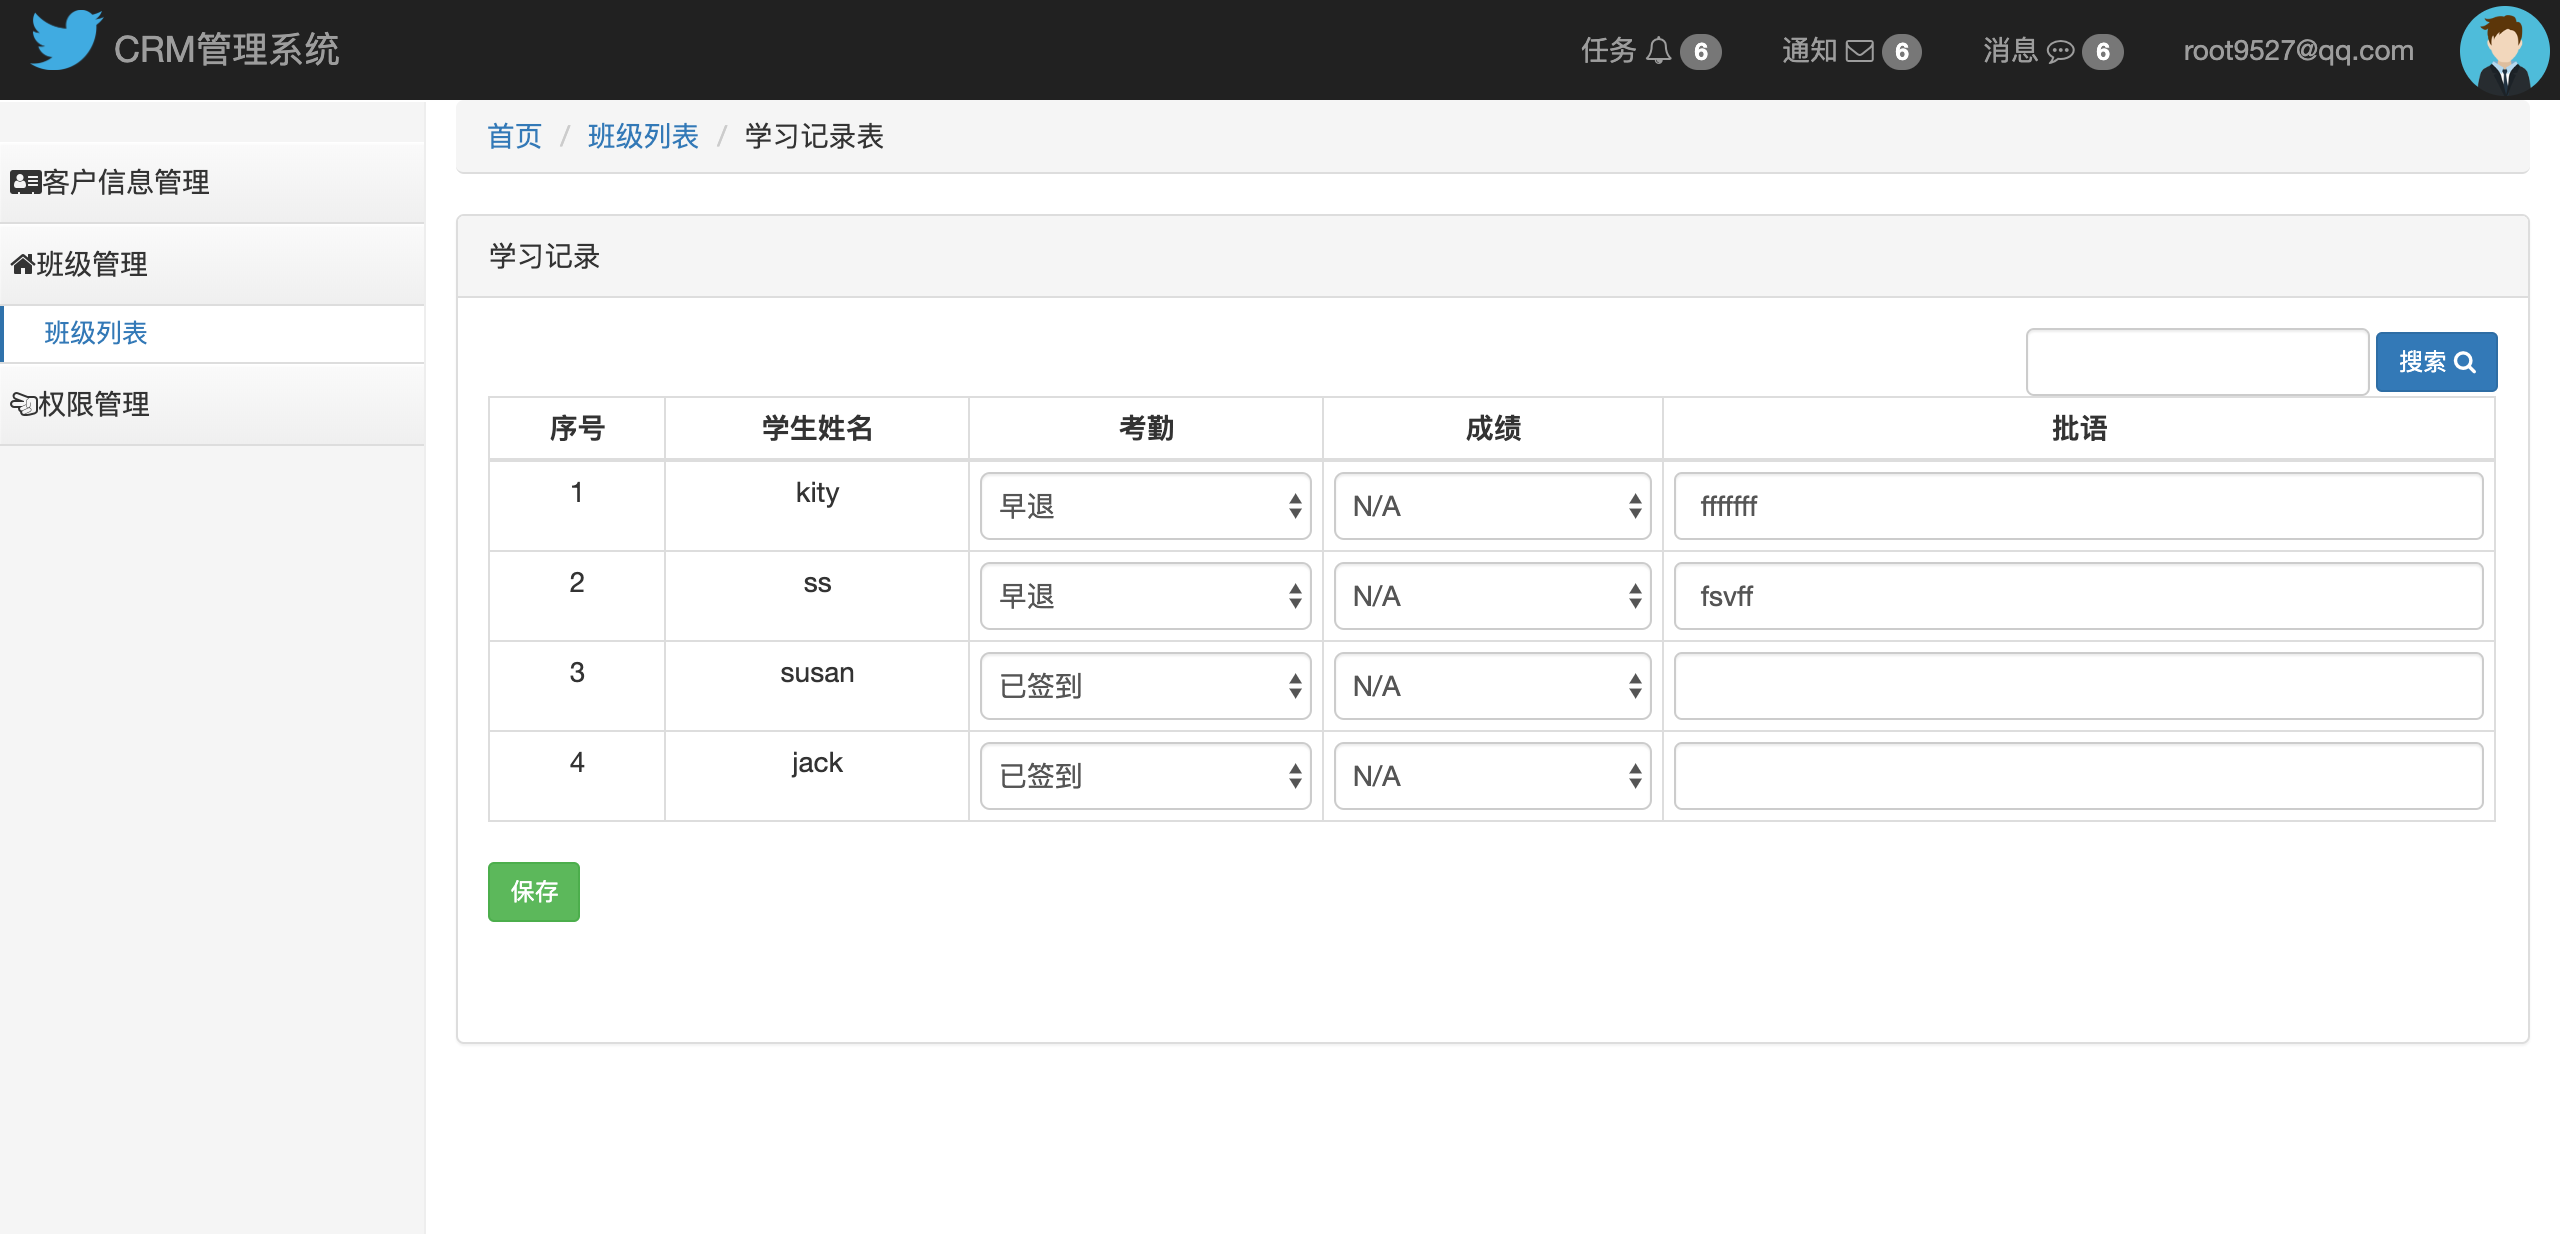 CRM管理系统
任务 6 通知 6 消息 6 root9527@qq.com
首页 / 班级列表 / 学习记录表
客户信息管理
班级管理
班级列表
权限管理
学习记录
搜索
序号 学生姓名 考勤 成绩 批语
1 kity 早退 N/A fffffff
2 ss 早退 N/A fsvff
3 susan 已签到 N/A
4 jack 已签到 N/A
保存